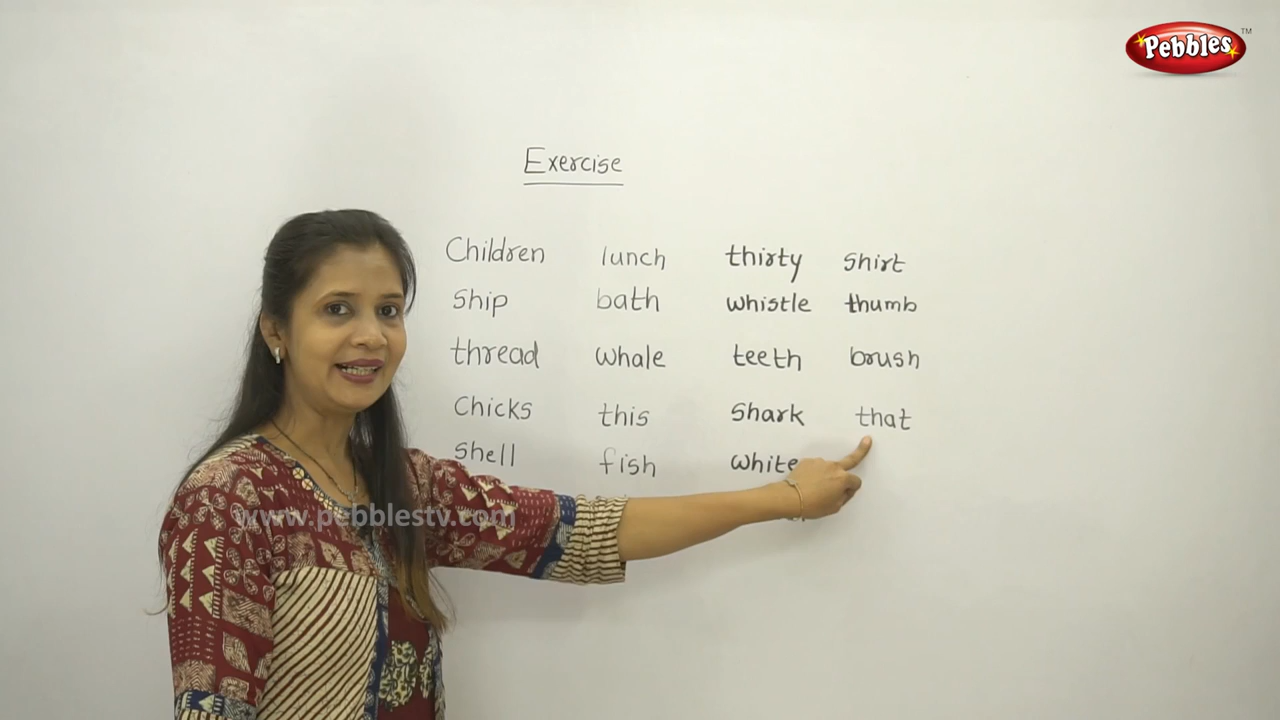 Pebbles TM
Exercise
Children lunch thirty shirt
Ship bath whistle thumb
thread whale teeth brush
Chicks this shark that
Shell fish white
www.pebblestv.com